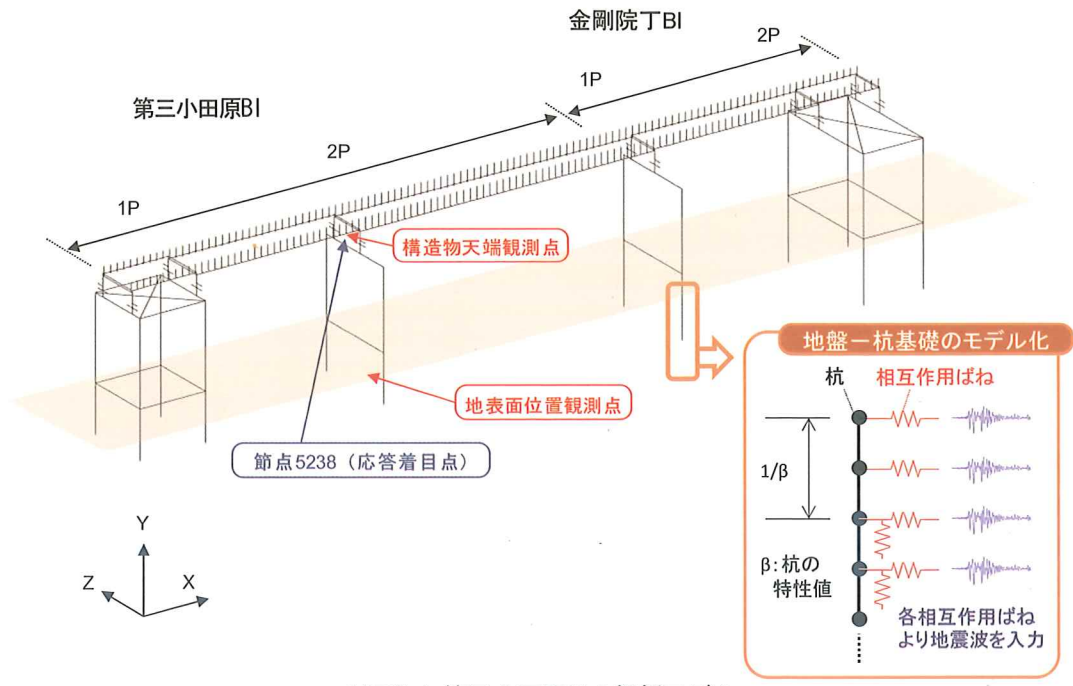 金剛院丁BI
2P
1P
第三小田原BI
2P
1P
構造物天端観測点
地表面位置観測点
節点5238（応答着目点）
地盤－杭基礎のモデル化
杭
相互作用ばね
1/β
β：杭の
特性値
各相互作用ばね
より地震波を入力
Y
Z
X